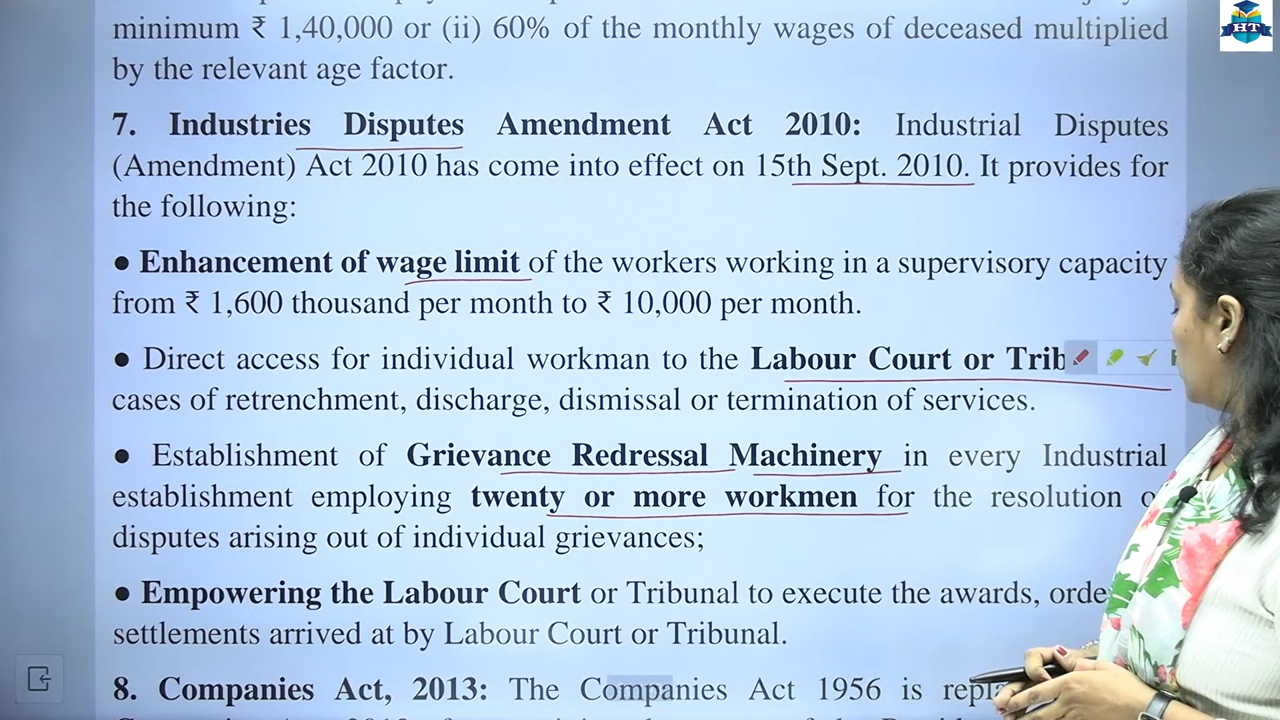 minimum ₹ 1,40,000 or (ii) 60% of the monthly wages of deceased multiplied
by the relevant age factor.
7. Industries Disputes Amendment Act 2010: Industrial Disputes
(Amendment) Act 2010 has come into effect on 15th Sept. 2010. It provides for
the following:
● Enhancement of wage limit of the workers working in a supervisory capacity
from ₹ 1,600 thousand per month to ₹ 10,000 per month.
● Direct access for individual workman to the Labour Court or
cases of retrenchment, discharge, dismissal or termination of services.
● Establishment of Grievance Redressal Machinery in every Industrial
establishment employing twenty or more workmen for the resolution
disputes arising out of individual grievances;
● Empowering the Labour Court or Tribunal to execute the awards,
settlements arrived at by Labour Court or Tribunal.
8. Companies Act, 2013: The Companies Act 1956 is
HT